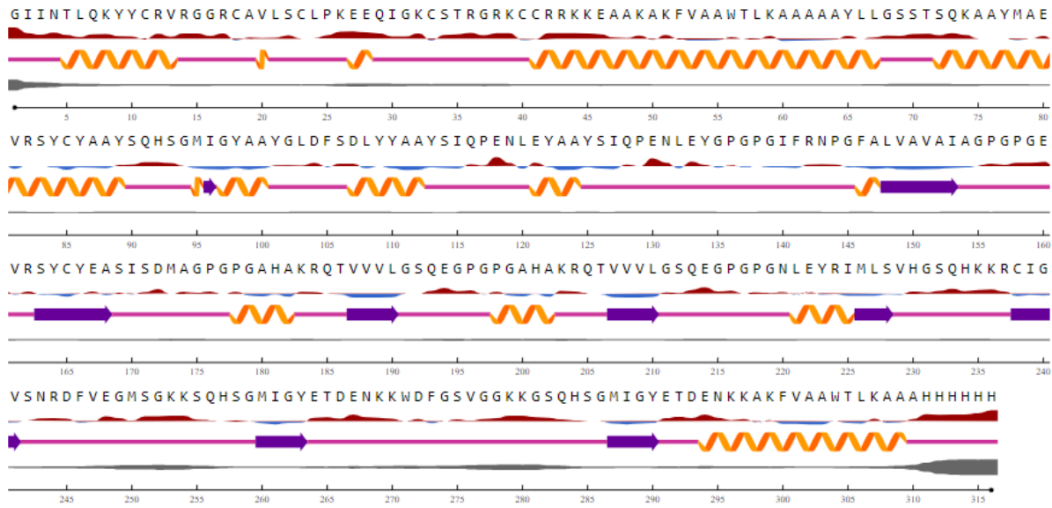 GIINTLQKYYCRVRGGRCAVLSCLPKEEQIGKCSTRGRKCCRRKKEAAKAKFVAAWTLKAAAAAYLLGSSTSQKAAYMAE
5 10 15 20 25 30 35 40 45 50 55 60 65 70 75 80
VRSYCYAAYSQHSGMIGYAAYGLDFSDLYYAAYSIQPENLEYAAYSIQPENLEYGPGPGIFRNPGFALVAVAIAGPGPGE
85 90 95 100 105 110 115 120 125 130 135 140 145 150 155 160
VRSYCYEASISDMAGPGPGAHAKRQTVVVLGSQEGPGPGAHAKRQTVVVLGSQEGPGPGNLEYRIMLSVHGSQHKKRCIG
165 170 175 180 185 190 195 200 205 210 215 220 225 230 235 240
VSNRDFVEGMSGKKSQHSGMIGYETDENKKWDFGSVGGKKGSQHSGMIGYETDENKKAKFVAAWTLKAAAHHHHHH
245 250 255 260 265 270 275 280 285 290 295 300 305 310 315